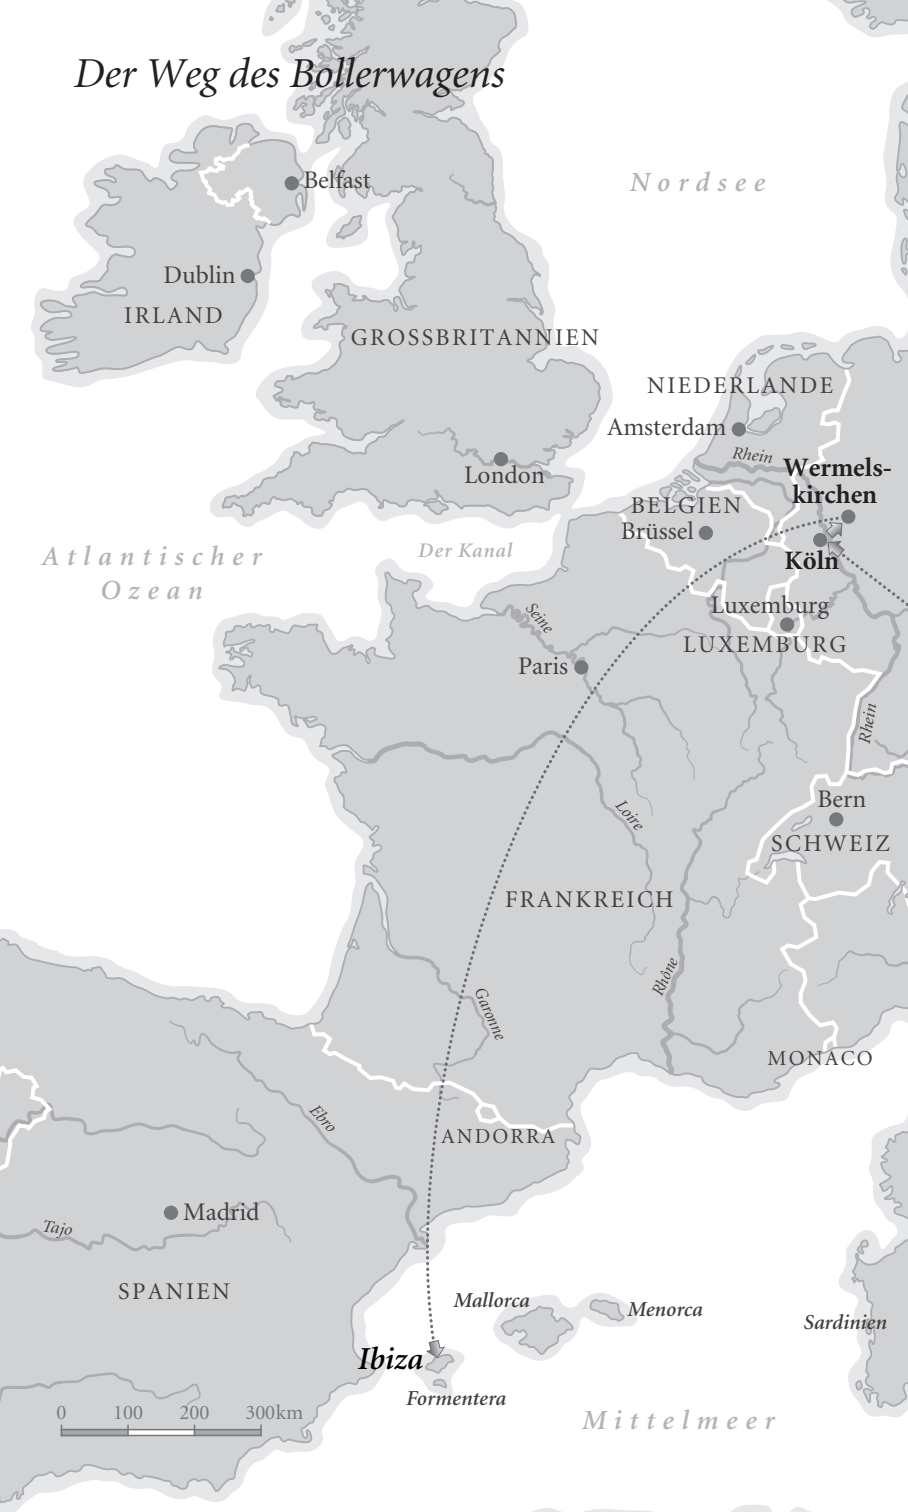 Der Weg des Bollerwagens
Belfast
Nordsee
Dublin
IRLAND
GROSSBRITANNIEN
NIEDERLANDE
Amsterdam
Rhein
Wermels-
kirchen
London
BELGIEN
Brüssel
Der Kanal
Atlantischer
Ozean
Köln
Luxemburg
Seine
LUXEMBURG
Paris
Rhein
Bern
Loire
SCHWEIZ
FRANKREICH
Rhône
Garonne
MONACO
Ebro
ANDORRA
Madrid
Tajo
SPANIEN
Mallorca
Menorca
Sardinien
Ibiza
Formentera
0 100 200 300km
Mittelmeer